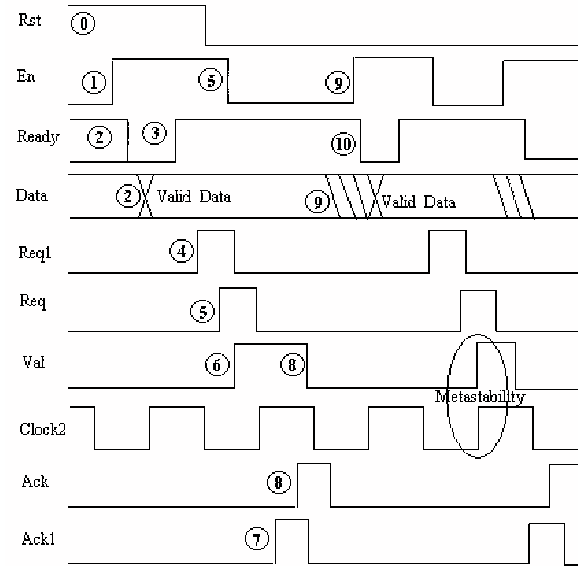 Rst ⓪
En ① ⑤ ⑨
Ready ② ③ ⑩
Data ② Valid Data ⑨ Valid Data
Req1 ④
Req ⑤
Val ⑥ ⑧
Metastability
Clock2
Ack ⑧
Ack1 ⑦